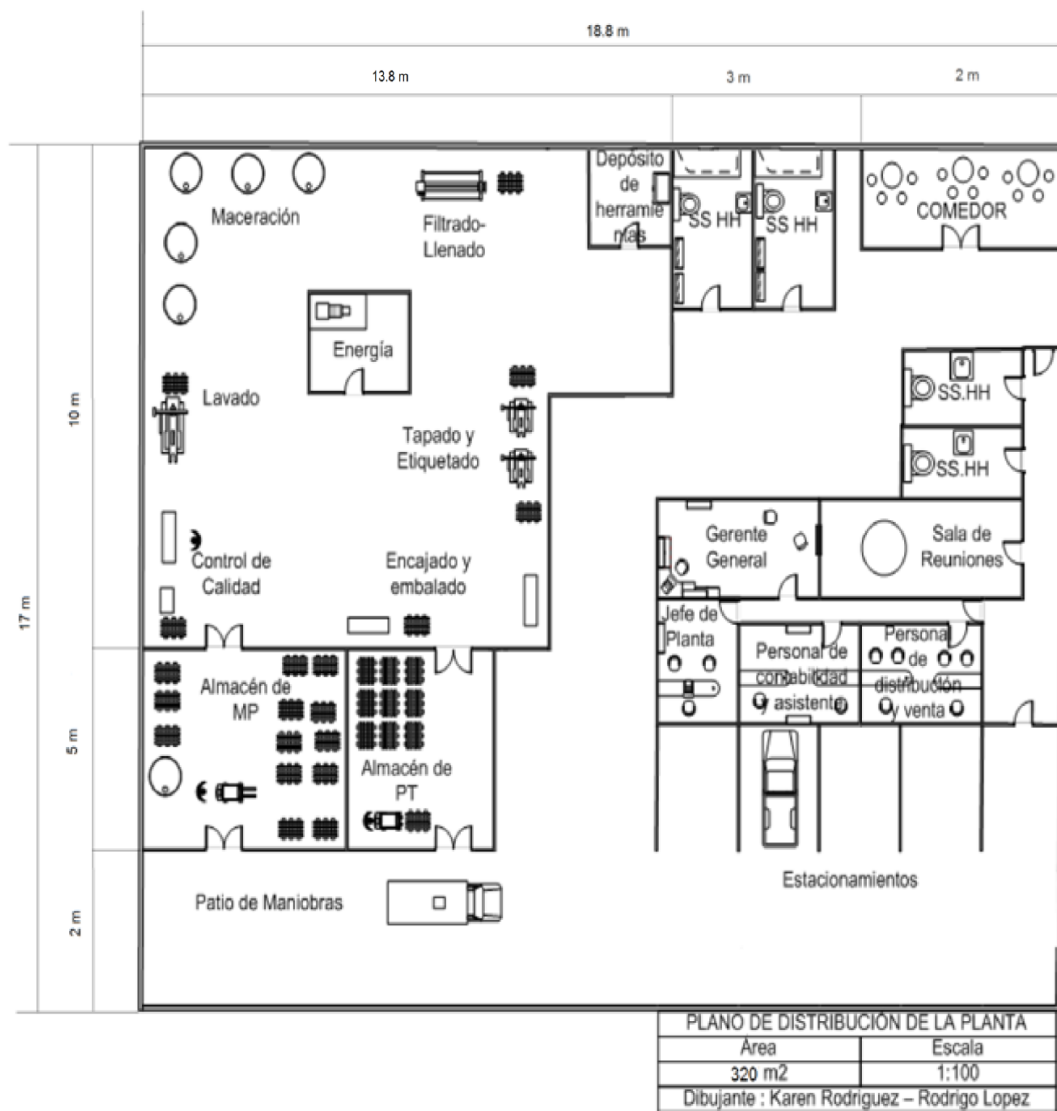 18.8 m
13.8 m
3 m
2 m
Maceración
Filtrado-
Llenado
Depósito
de
herramie
ntas
SS HH
SS HH
COMEDOR
Energía
Lavado
Tapado y
Etiquetado
SS.HH
SS.HH
10 m
Control de
Calidad
Encajado y
embalado
Gerente
General
Sala de
Reuniones
17 m
Jefe de
Planta
Personal de
contabilidad
y asistente
Personal
de
distribución
y venta
Almacén de
MP
5 m
Almacén de
PT
Patio de Maniobras
Estacionamientos
2 m
PLANO DE DISTRIBUCIÓN DE LA PLANTA
Área
Escala
320 m2
1:100
Dibujante : Karen Rodriguez – Rodrigo Lopez